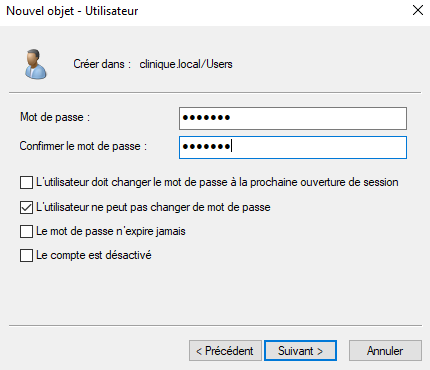 Nouvel objet - Utilisateur
Créer dans : clinique.local/Users
Mot de passe : •••••••
Confirmer le mot de passe : •••••••
L'utilisateur doit changer le mot de passe à la prochaine ouverture de session
L'utilisateur ne peut pas changer de mot de passe
Le mot de passe n'expire jamais
Le compte est désactivé
< Précédent Suivant > Annuler